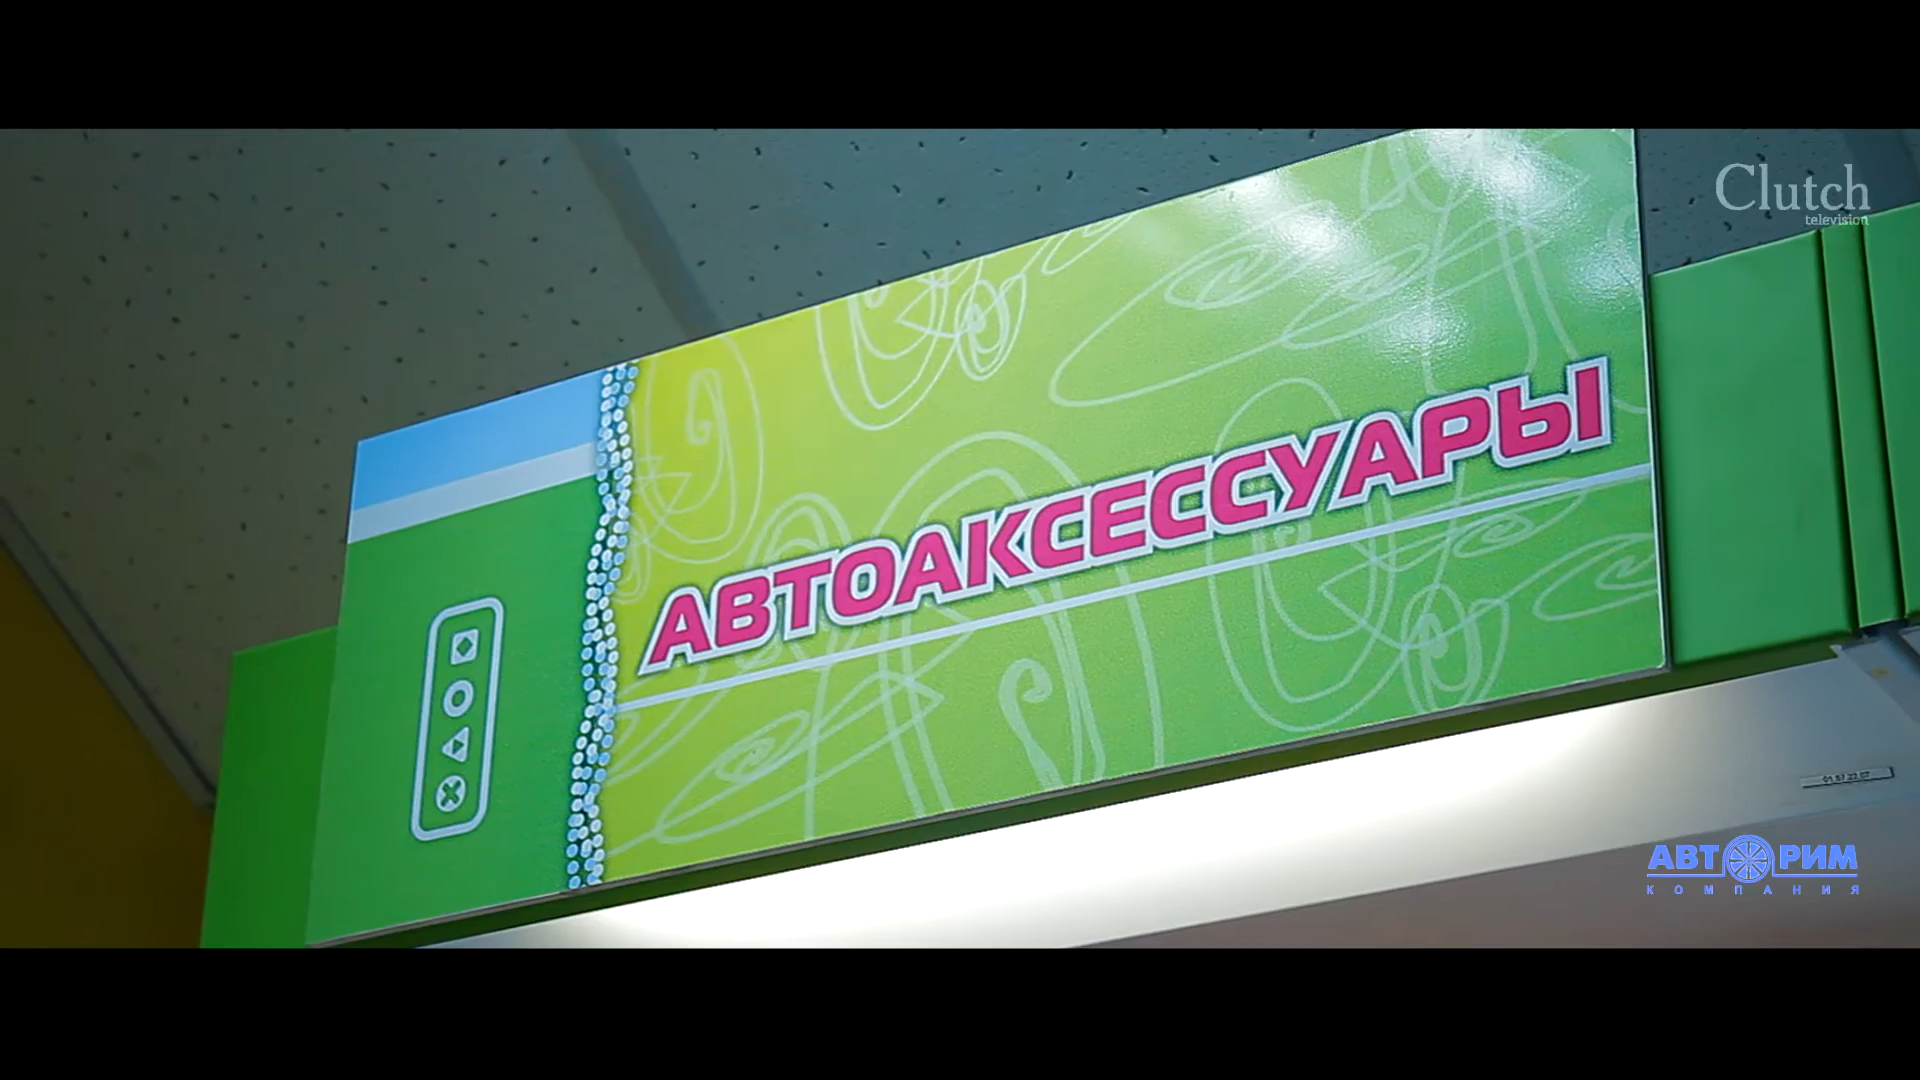 Clutch
television
АВТОАКСЕССУАРЫ
АВТОРИМ
КОМПАНИЯ